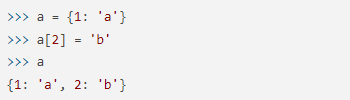 >>> a = {1: 'a'}
>>> a[2] = 'b'
>>> a
{1: 'a', 2: 'b'}